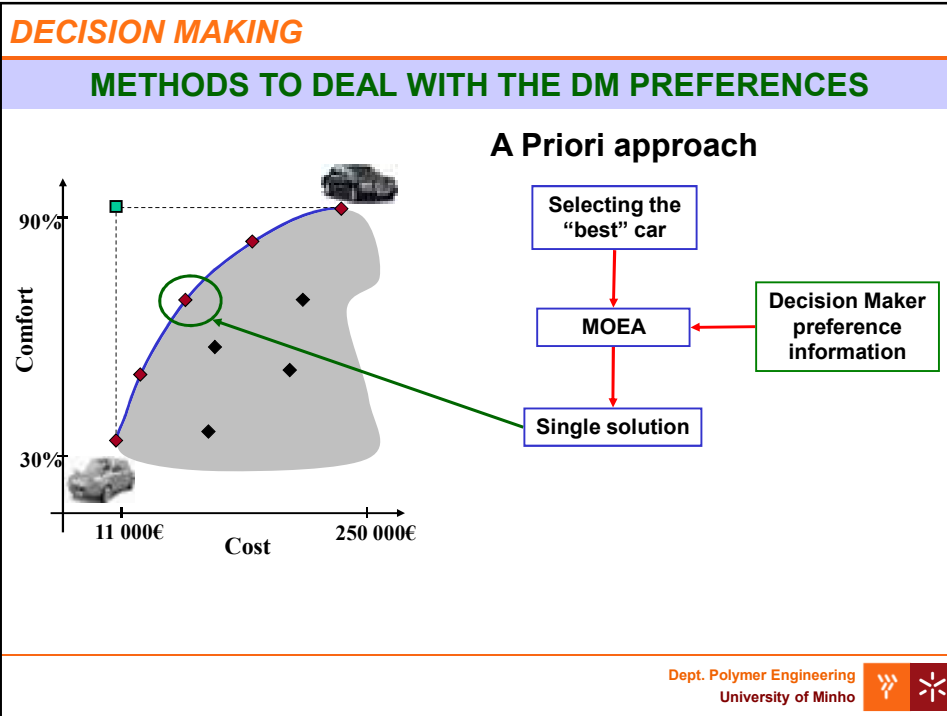 DECISION MAKING
METHODS TO DEAL WITH THE DM PREFERENCES
A Priori approach
90%
Comfort
30%
11 000€
Cost
250 000€
Selecting the
“best” car
MOEA
Decision Maker
preference
information
Single solution
Dept. Polymer Engineering
University of Minho